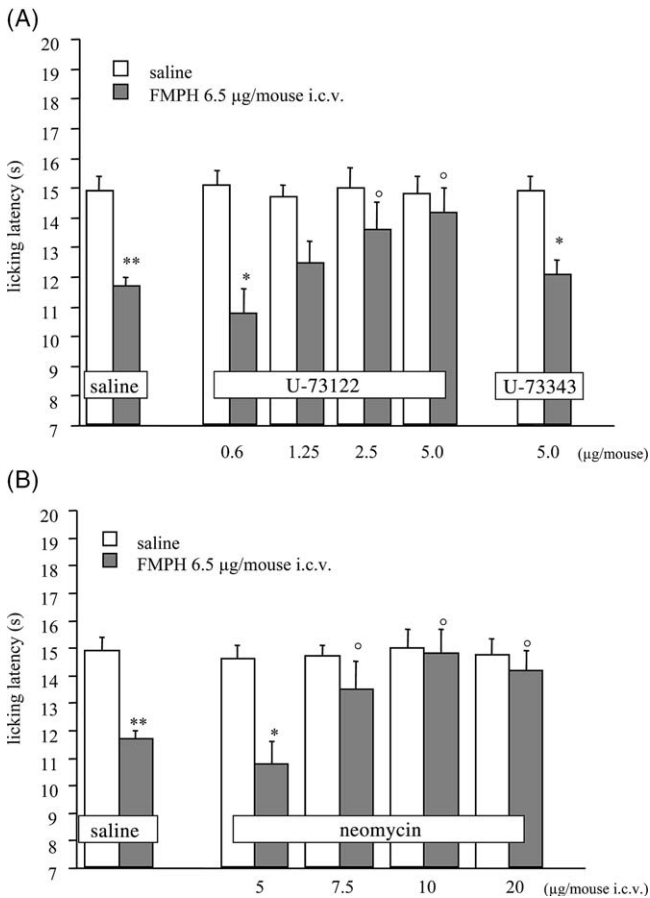 (A)
20
19
18
17
16
15
14
13
12
11
10
9
8
7
licking latency (s)
saline
FMPH 6.5 µg/mouse i.c.v.
**
*
°
°
*
saline
U-73122
U-73343
0.6 1.25 2.5 5.0 5.0 (µg/mouse)
(B)
20
19
18
17
16
15
14
13
12
11
10
9
8
7
licking latency (s)
saline
FMPH 6.5 µg/mouse i.c.v.
**
*
°
°
°
saline
neomycin
5 7.5 10 20 (µg/mouse i.c.v.)